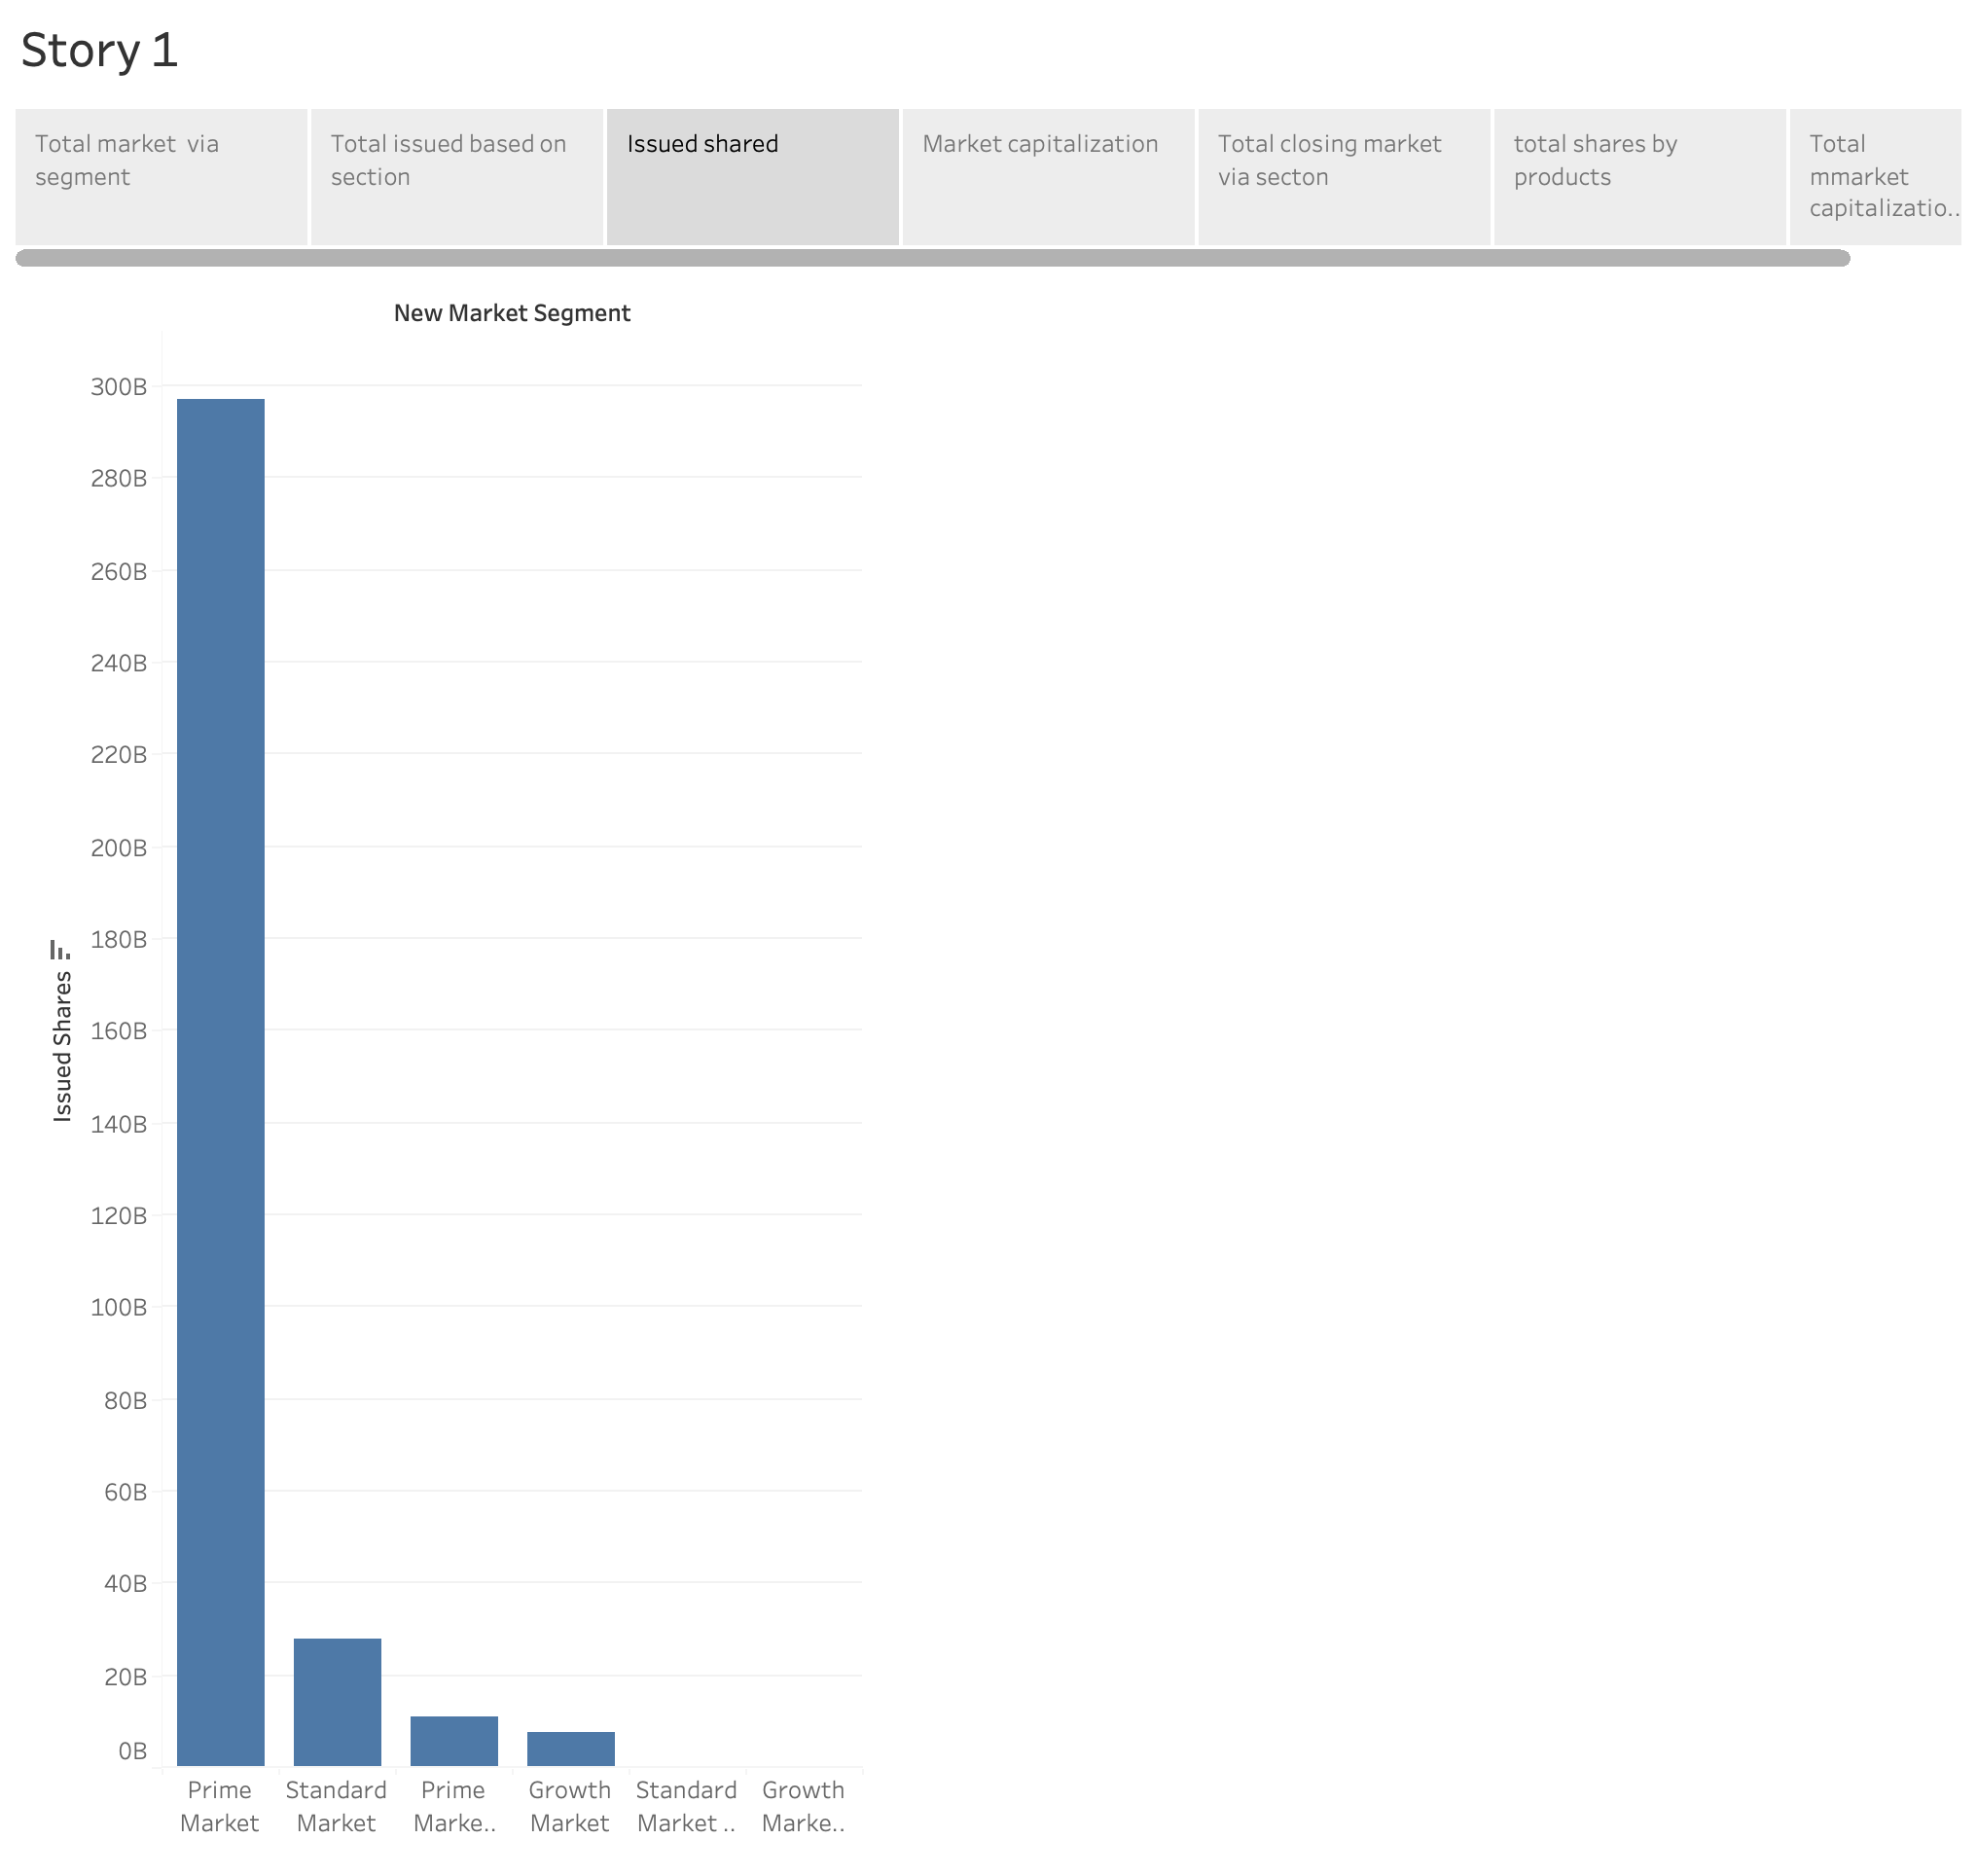 Story 1
Total market  via
segment
Total issued based on
section
Issued shared
Market capitalization
Total closing market
via secton
total shares by
products
Total
mmarket
capitalizatio..
New Market Segment
300B
280B
260B
240B
220B
200B
180B
160B
140B
120B
100B
80B
60B
40B
20B
0B
Issued Shares
Prime
Market
Standard
Market
Prime
Marke..
Growth
Market
Standard
Market ..
Growth
Marke..